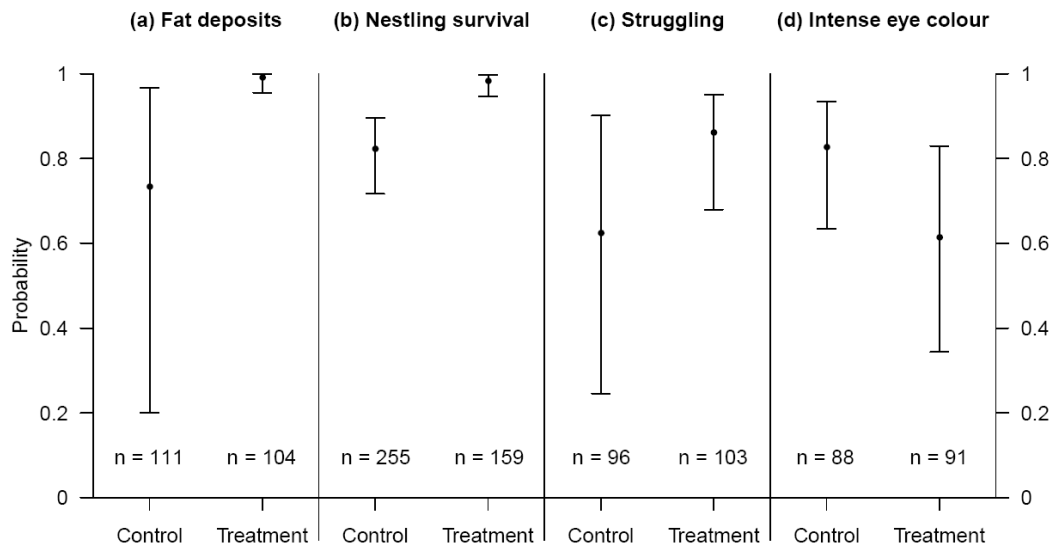 (a) Fat deposits (b) Nestling survival (c) Struggling (d) Intense eye colour
1 1
0.8 0.8
0.6 0.6
Probability
0.4 0.4
0.2 0.2
n = 111 n = 104 n = 255 n = 159 n = 96 n = 103 n = 88 n = 91
0 0
Control Treatment Control Treatment Control Treatment Control Treatment